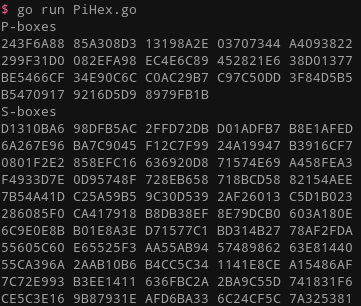 $ go run PiHex.go
P-boxes
243F6A88 85A308D3 13198A2E 03707344 A4093822
299F31D0 082EFA98 EC4E6C89 452821E6 38D01377
BE5466CF 34E90C6C C0AC29B7 C97C50DD 3F84D5B5
B5470917 9216D5D9 8979FB1B
S-boxes
D1310BA6 98DFB5AC 2FFD72DB D01ADFB7 B8E1AFED
6A267E96 BA7C9045 F12C7F99 24A19947 B3916CF7
0801F2E2 858EFC16 636920D8 71574E69 A458FEA3
F4933D7E 0D95748F 728EB658 718BCD58 82154AEE
7B54A41D C25A59B5 9C30D539 2AF26013 C5D1B023
286085F0 CA417918 B8DB38EF 8E79DCB0 603A180E
6C9E0E8B B01E8A3E D71577C1 BD314B27 78AF2FDA
55605C60 E65525F3 AA55AB94 57489862 63E81440
55CA396A 2AAB10B6 B4CC5C34 1141E8CE A15486AF
7C72E993 B3EE1411 636FBC2A 2BA9C55D 741831F6
CE5C3E16 9B87931E AFD6BA33 6C24CF5C 7A325381